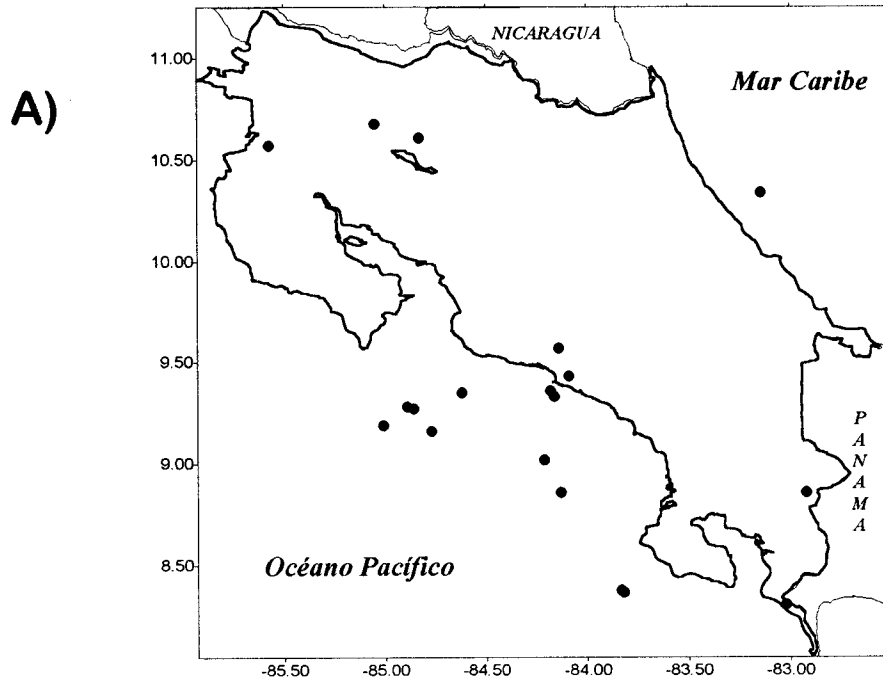 A)
NICARAGUA
Mar Caribe
Océano Pacífico
P
A
N
A
M
A
11.00
10.50
10.00
9.50
9.00
8.50
-85.50
-85.00
-84.50
-84.00
-83.50
-83.00